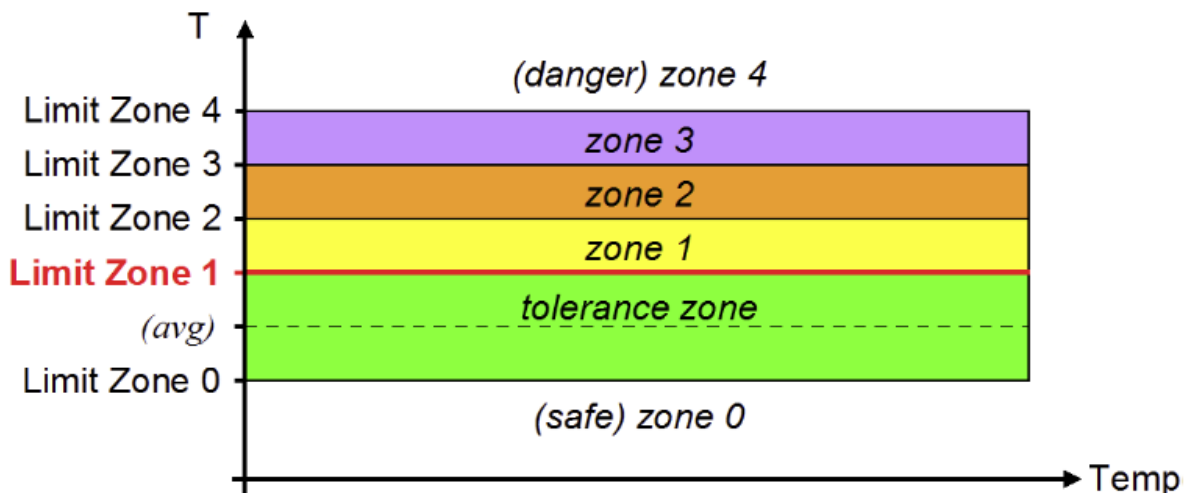 T
(danger) zone 4
Limit Zone 4
zone 3
Limit Zone 3
zone 2
Limit Zone 2
zone 1
Limit Zone 1
tolerance zone
(avg)
Limit Zone 0
(safe) zone 0
Temp